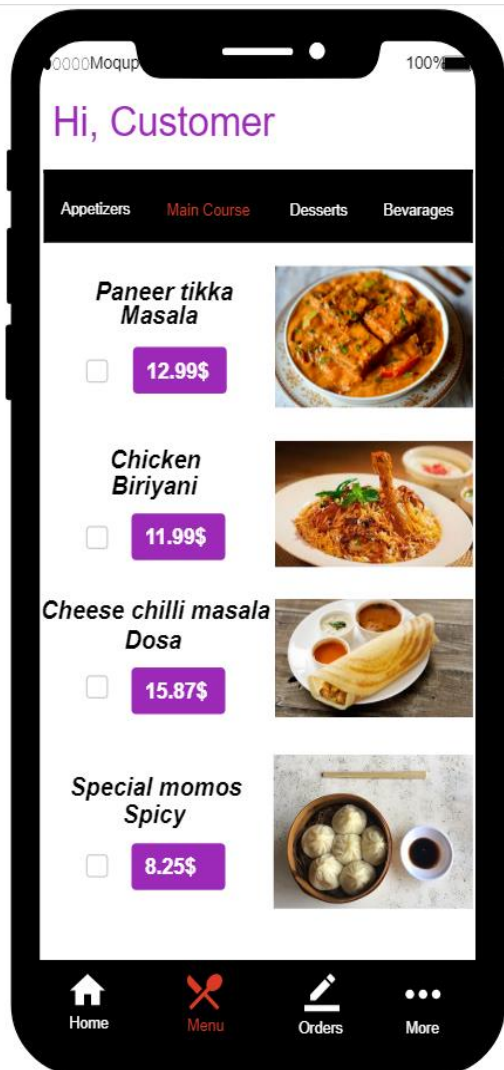 Moqup
100%
Hi, Customer
Appetizers Main Course Desserts Bevarages
Paneer tikka
Masala
12.99$
Chicken
Biriyani
11.99$
Cheese chilli masala
Dosa
15.87$
Special momos
Spicy
8.25$
Home Menu Orders More